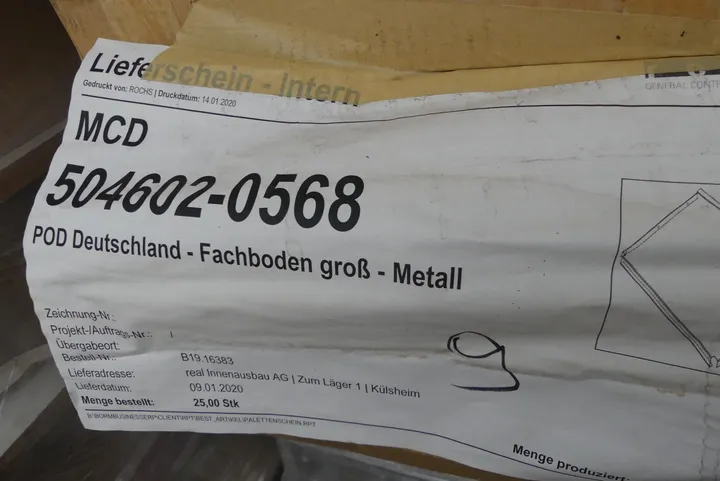 Lieferschein - Intern
Gedruckt von: ROCHS | Druckdatum: 14.01.2020
GENERAL CONT
MCD
504602-0568
POD Deutschland - Fachboden groß - Metall
Zeichnung-Nr:
Projekt-/Auftrags-Nr.:
Übergabeort:
Bestell-Nr.: B19.16383
Lieferadresse: real Innenausbau AG | Zum Läger 1 | Külsheim
Lieferdatum: 09.01.2020
Menge bestellt: 25,00 Stk
Menge produziert: